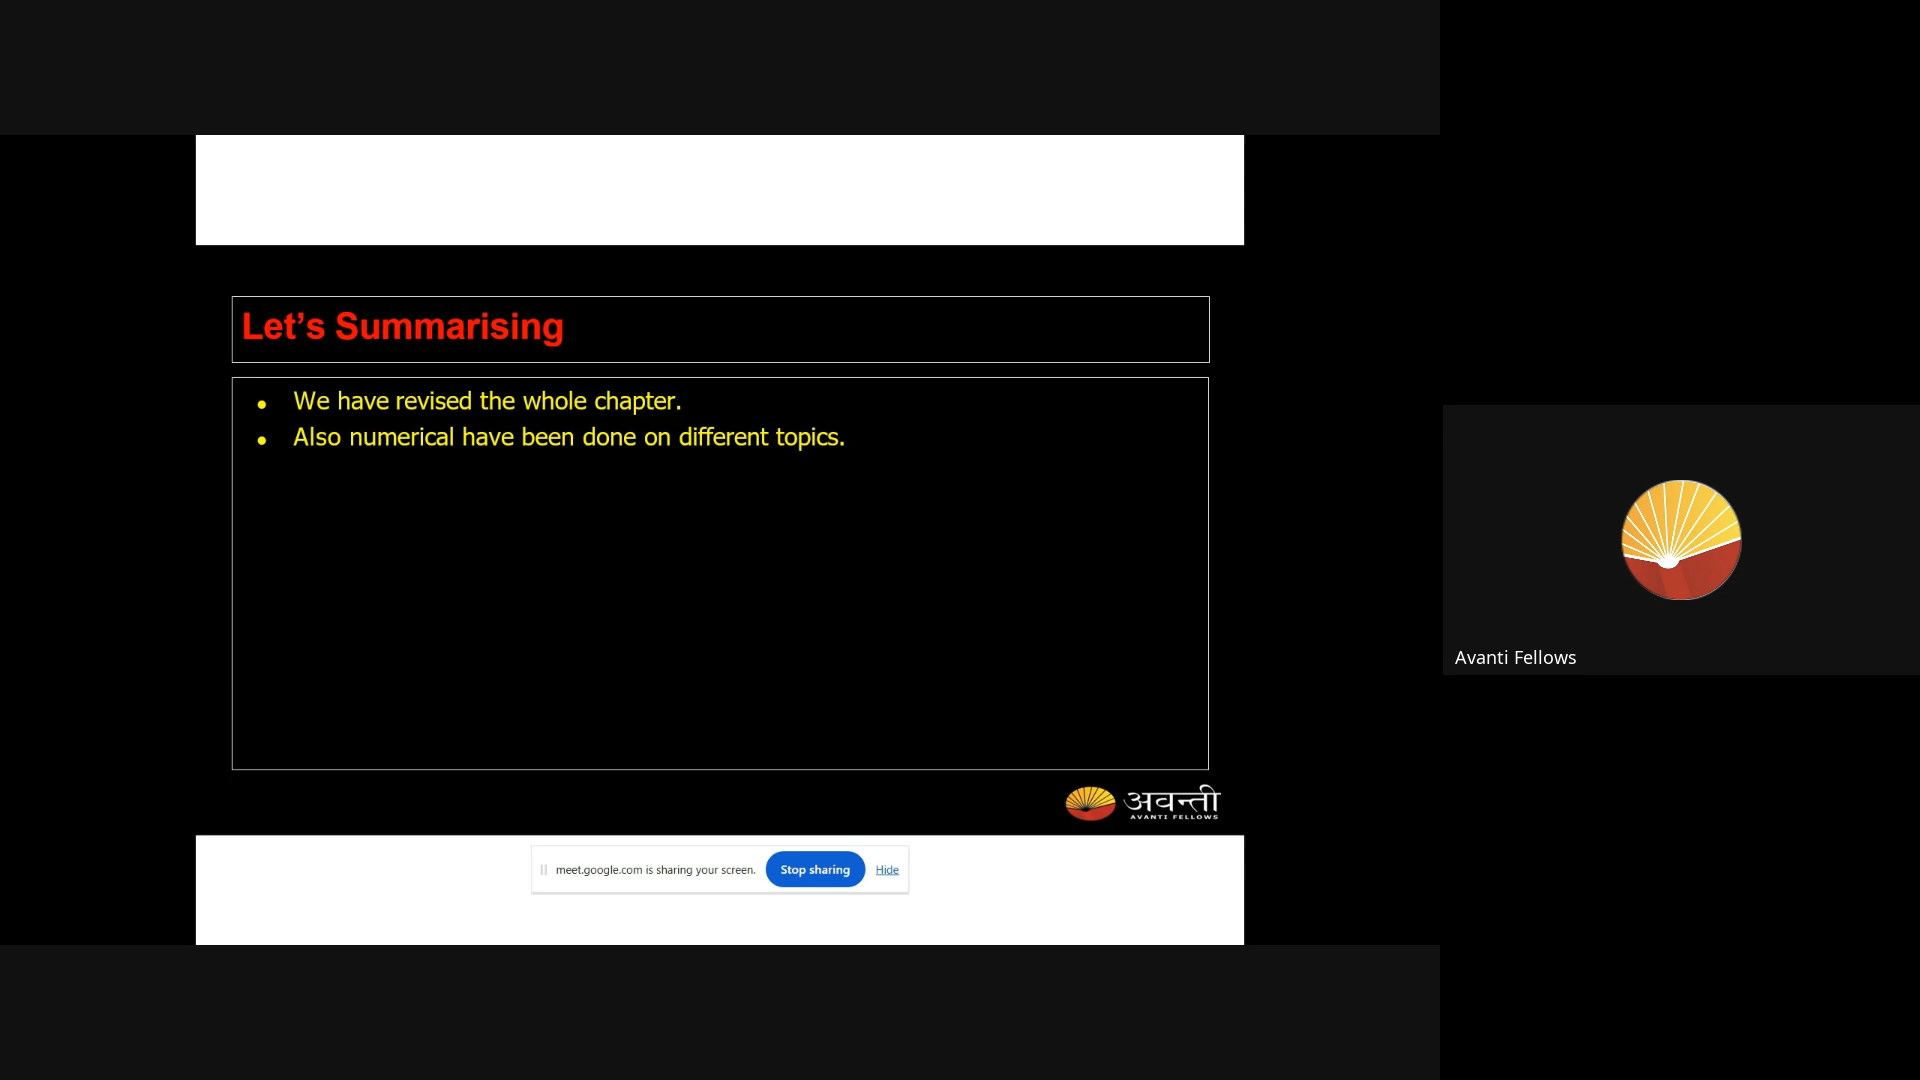 Let’s Summarising
● We have revised the whole chapter.
● Also numerical have been done on different topics.
अवन्ती
AVANTI FELLOWS
meet.google.com is sharing your screen. Stop sharing Hide
Avanti Fellows